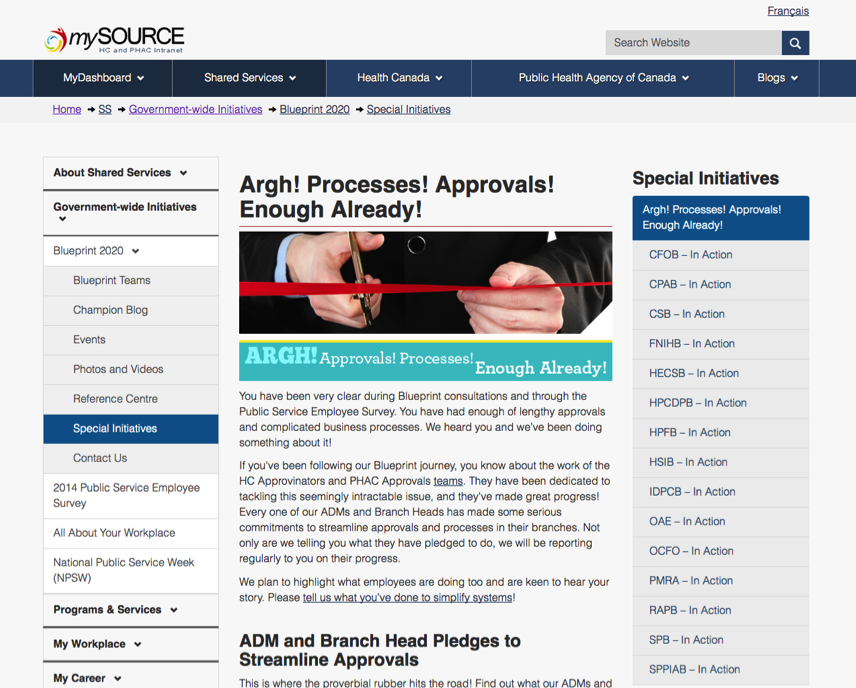 Français
mySOURCE
HC and PHAC Intranet
Search Website
MyDashboard Shared Services Health Canada Public Health Agency of Canada Blogs
Home ➔ SS ➔ Government-wide Initiatives ➔ Blueprint 2020 ➔ Special Initiatives
About Shared Services
Government-wide Initiatives
Blueprint 2020
Blueprint Teams
Champion Blog
Events
Photos and Videos
Reference Centre
Special Initiatives
Contact Us
2014 Public Service Employee
Survey
All About Your Workplace
National Public Service Week
(NPSW)
Programs & Services
My Workplace
My Career
Argh! Processes! Approvals!
Enough Already!
ARGH! Approvals! Processes!
Enough Already!
You have been very clear during Blueprint consultations and through the
Public Service Employee Survey. You have had enough of lengthy approvals
and complicated business processes. We heard you and we've been doing
something about it!
If you've been following our Blueprint journey, you know about the work of the
HC Approvinators and PHAC Approvals teams. They have been dedicated to
tackling this seemingly intractable issue, and they've made great progress!
Every one of our ADMs and Branch Heads has made some serious
commitments to streamline approvals and processes in their branches. Not
only are we telling you what they have pledged to do, we will be reporting
regularly to you on their progress.
We plan to highlight what employees are doing too and are keen to hear your
story. Please tell us what you've done to simplify systems!
ADM and Branch Head Pledges to
Streamline Approvals
This is where the proverbial rubber hits the road! Find out what our ADMs and
Special Initiatives
Argh! Processes! Approvals!
Enough Already!
CFOB – In Action
CPAB – In Action
CSB – In Action
FNIHB – In Action
HECSB – In Action
HPCDPB – In Action
HPFB – In Action
HSIB – In Action
IDPCB – In Action
OAE – In Action
OCFO – In Action
PMRA – In Action
RAPB – In Action
SPB – In Action
SPPIAB – In Action